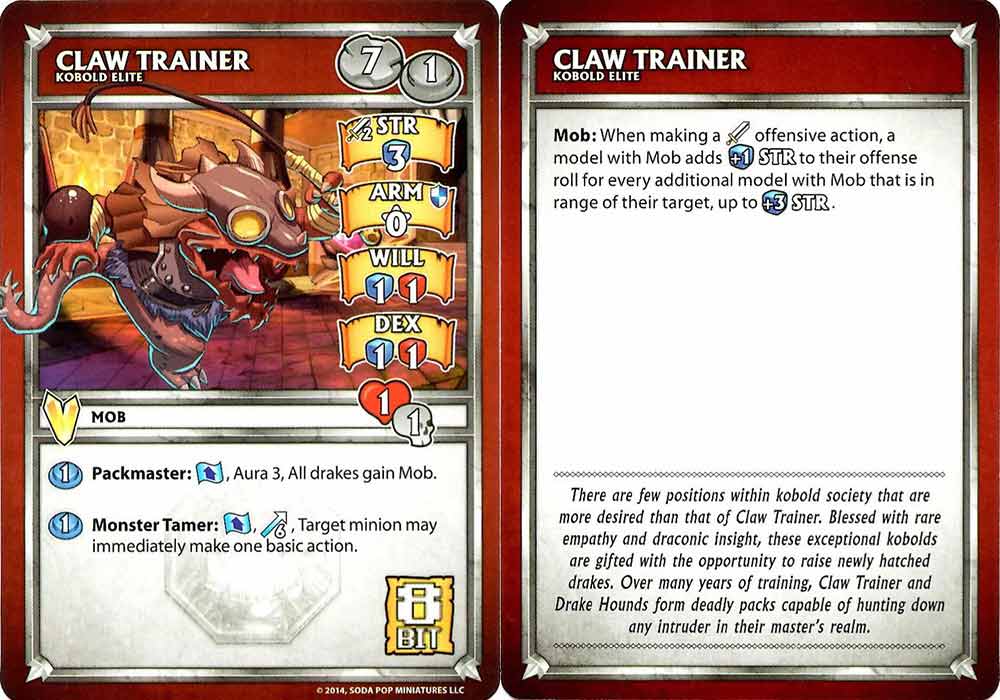 CLAW TRAINER
KOBOLD ELITE
7 1
2 STR
3
ARM
0
WILL
1 1
DEX
1 1
1
1
MOB
1 Packmaster: , Aura 3, All drakes gain Mob.
1 Monster Tamer: , 6, Target minion may
immediately make one basic action.
8
BIT
© 2014, SODA POP MINIATURES LLC
CLAW TRAINER
KOBOLD ELITE
Mob: When making a offensive action, a
model with Mob adds +1 STR to their offense
roll for every additional model with Mob that is in
range of their target, up to +3 STR.
There are few positions within kobold society that are
more desired than that of Claw Trainer. Blessed with rare
empathy and draconic insight, these exceptional kobolds
are gifted with the opportunity to raise newly hatched
drakes. Over many years of training, Claw Trainer and
Drake Hounds form deadly packs capable of hunting down
any intruder in their master's realm.